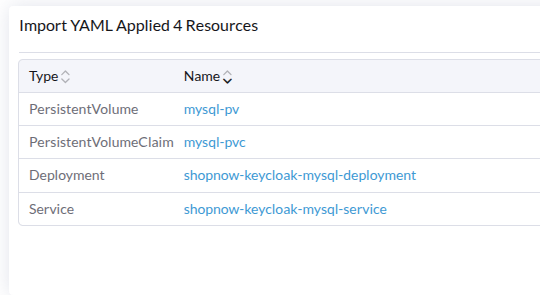 Import YAML Applied 4 Resources
Type Name
PersistentVolume mysql-pv
PersistentVolumeClaim mysql-pvc
Deployment shopnow-keycloak-mysql-deployment
Service shopnow-keycloak-mysql-service